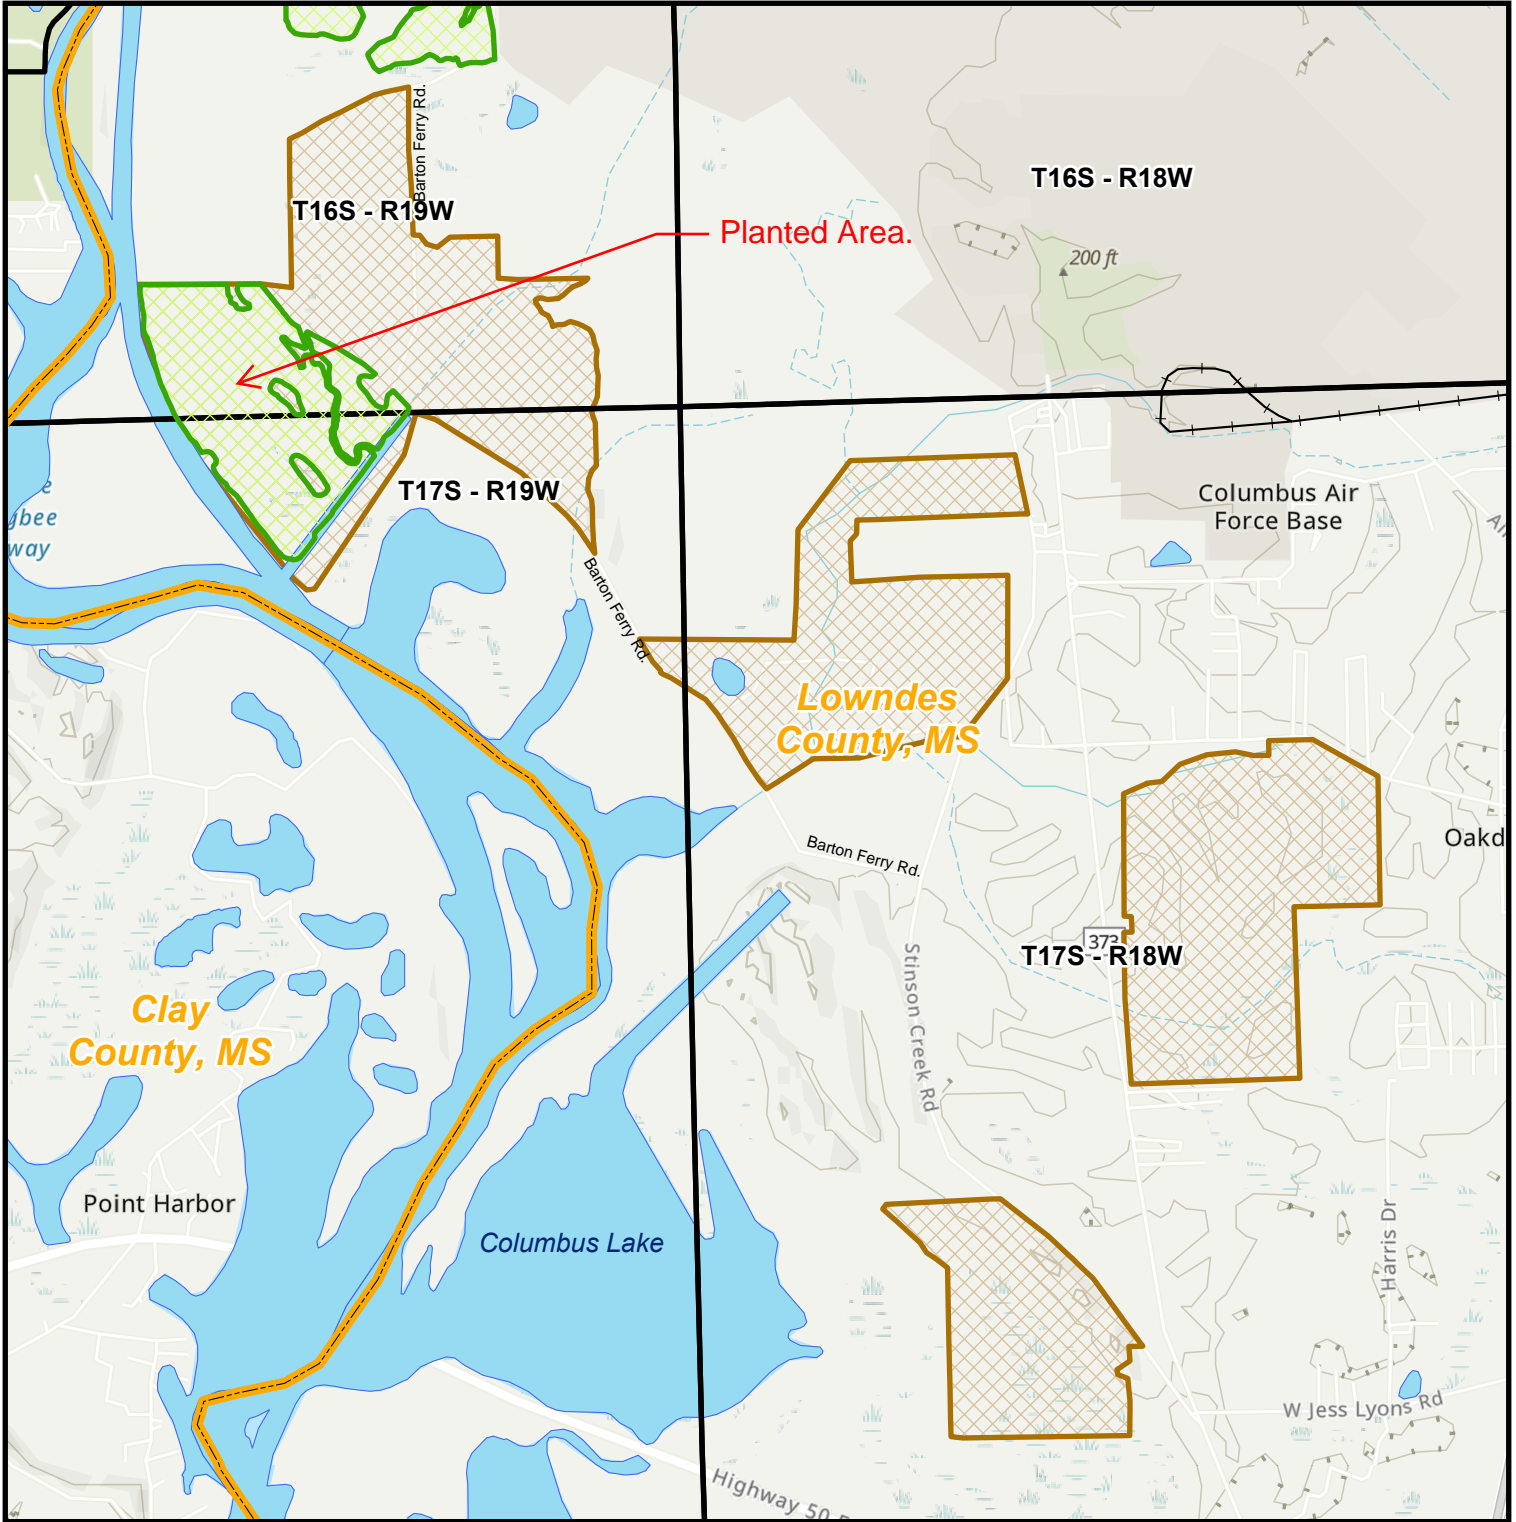 Barton Ferry Rd.
T16S - R18W
T16S - R19W
Planted Area.
200 ft
T17S - R19W
Columbus Air
Force Base
gbee
way
Barton Ferry Rd.
Lowndes
County, MS
Barton Ferry Rd.
Oakd
373
T17S - R18W
Stinson Creek Rd
Clay
County, MS
Point Harbor
Columbus Lake
Harris Dr
W Jess Lyons Rd
Highway 50